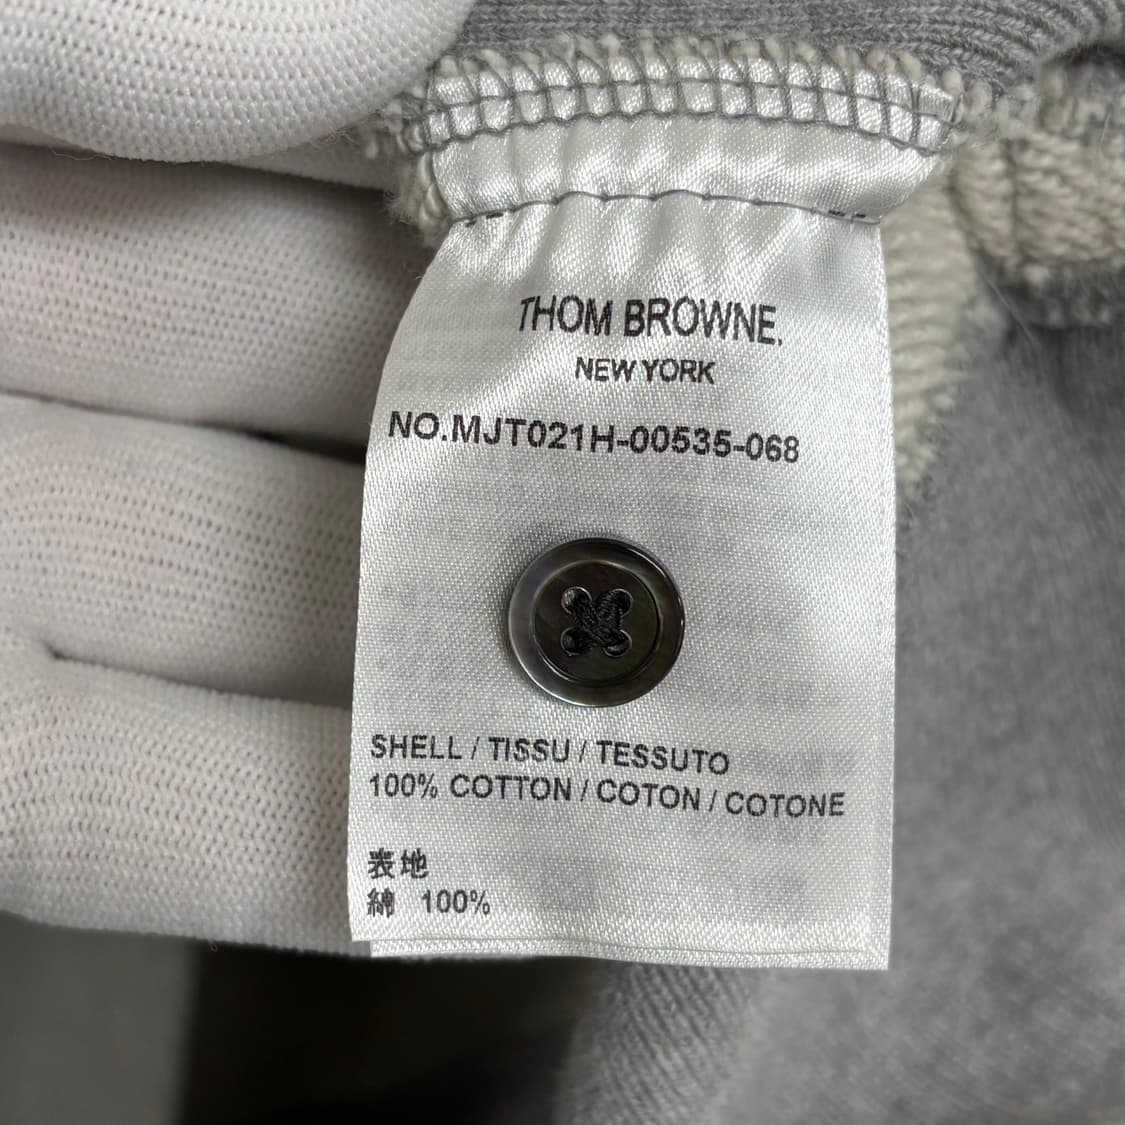 THOM BROWNE.
NEW YORK
NO.MJT021H-00535-068
SHELL / TISSU / TESSUTO
100% COTTON / COTON / COTONE
表地
綿 100%